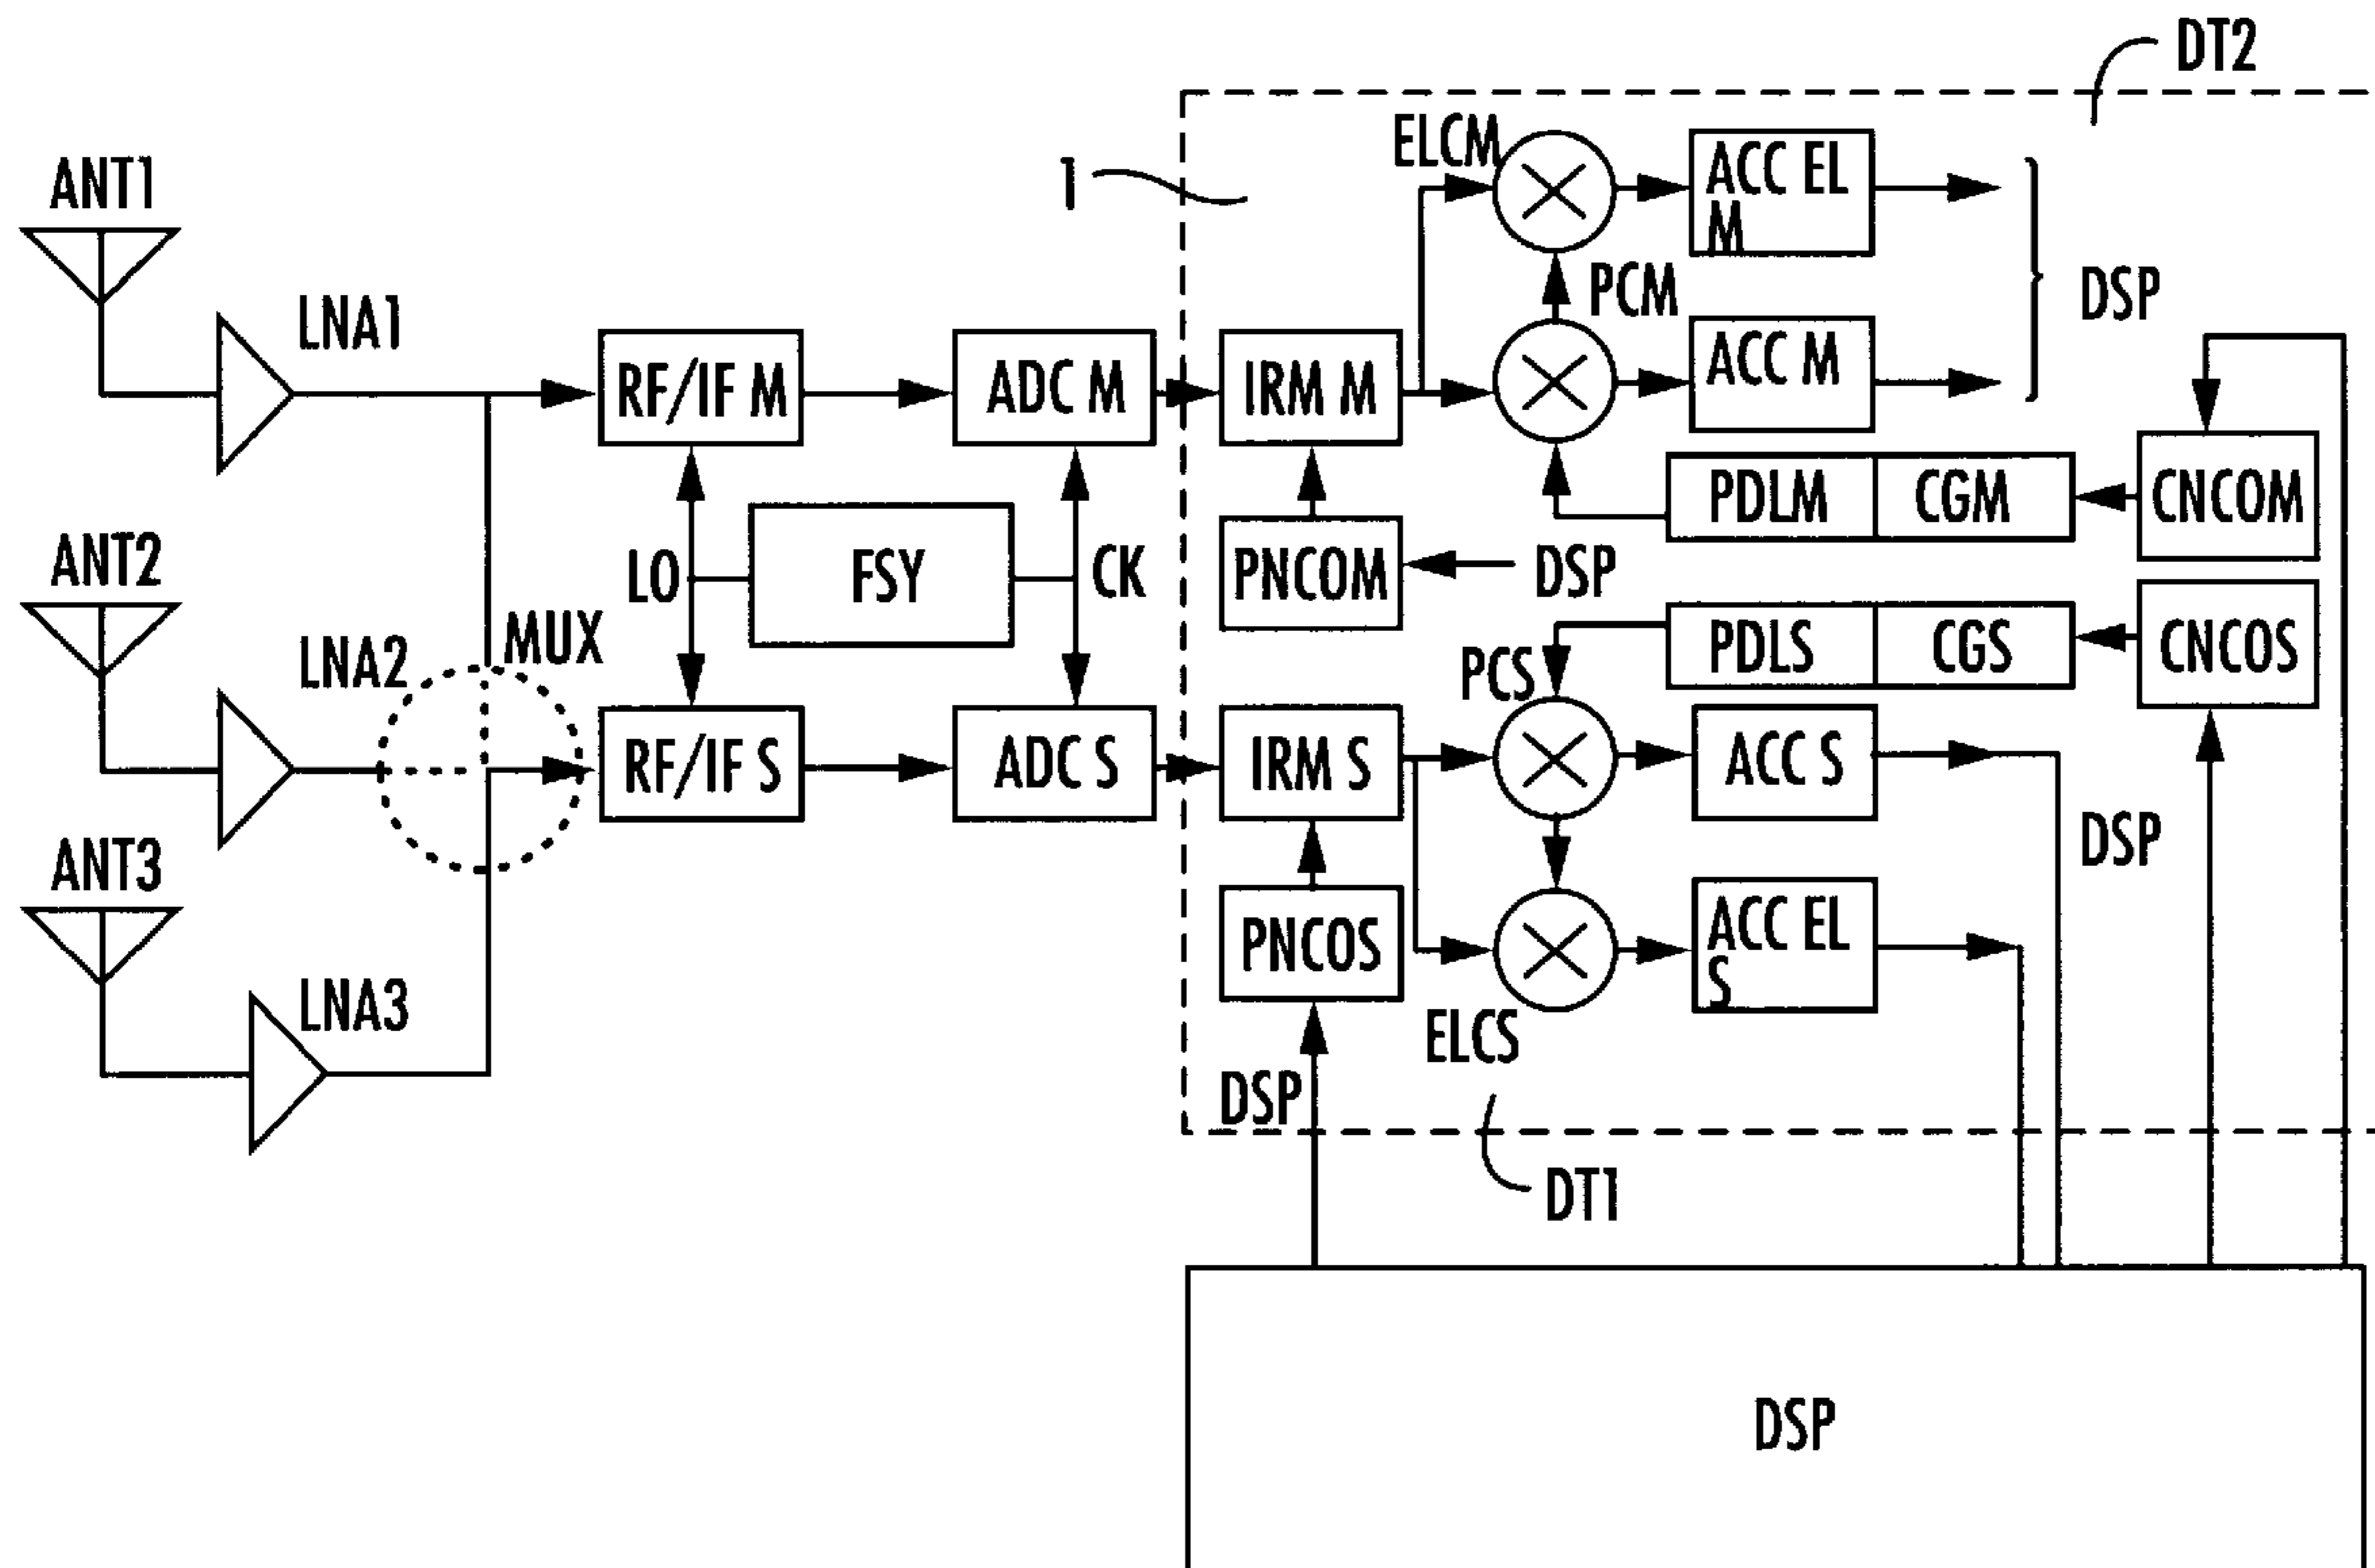 DT2
ELCM
ACC EL
M
1
ANT1
LNA1
PCM
DSP
RF/IF M
ADC M
IRM M
ACC M
PDLM
CGM
CNCOM
ANT2
LO
FSY
CK
PNCOM
DSP
LNA2
MUX
PCS
PDLS
CGS
CNCOS
RF/IF S
ADC S
IRM S
ACC S
DSP
ANT3
PNCOS
ACC EL
S
LNA3
ELCS
DSP
DT1
DSP